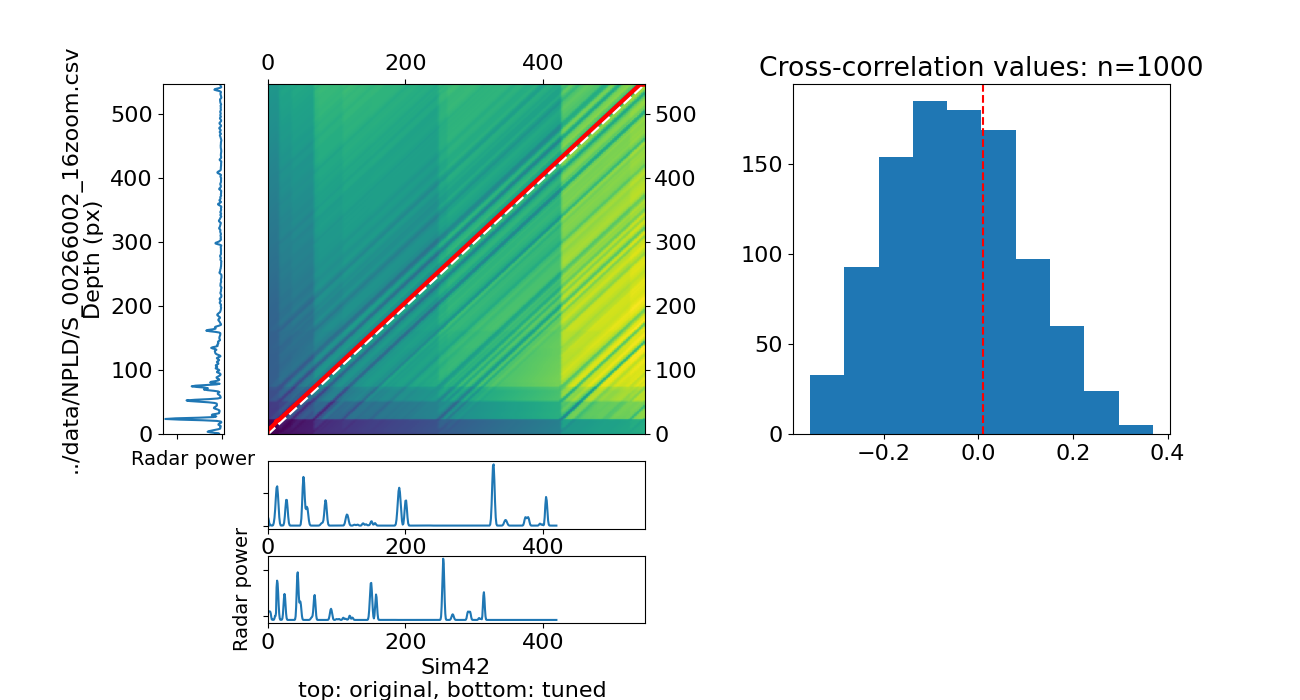 0 200 400
Cross-correlation values: n=1000
../data/NPLD/S_00266002_16zoom.csv
Depth (px)
500
400
300
200
100
0
Radar power
500
400
300
200
100
0
150
100
50
0
−0.2 0.0 0.2 0.4
0 200 400
Radar power
0 200 400
Sim42
top: original, bottom: tuned